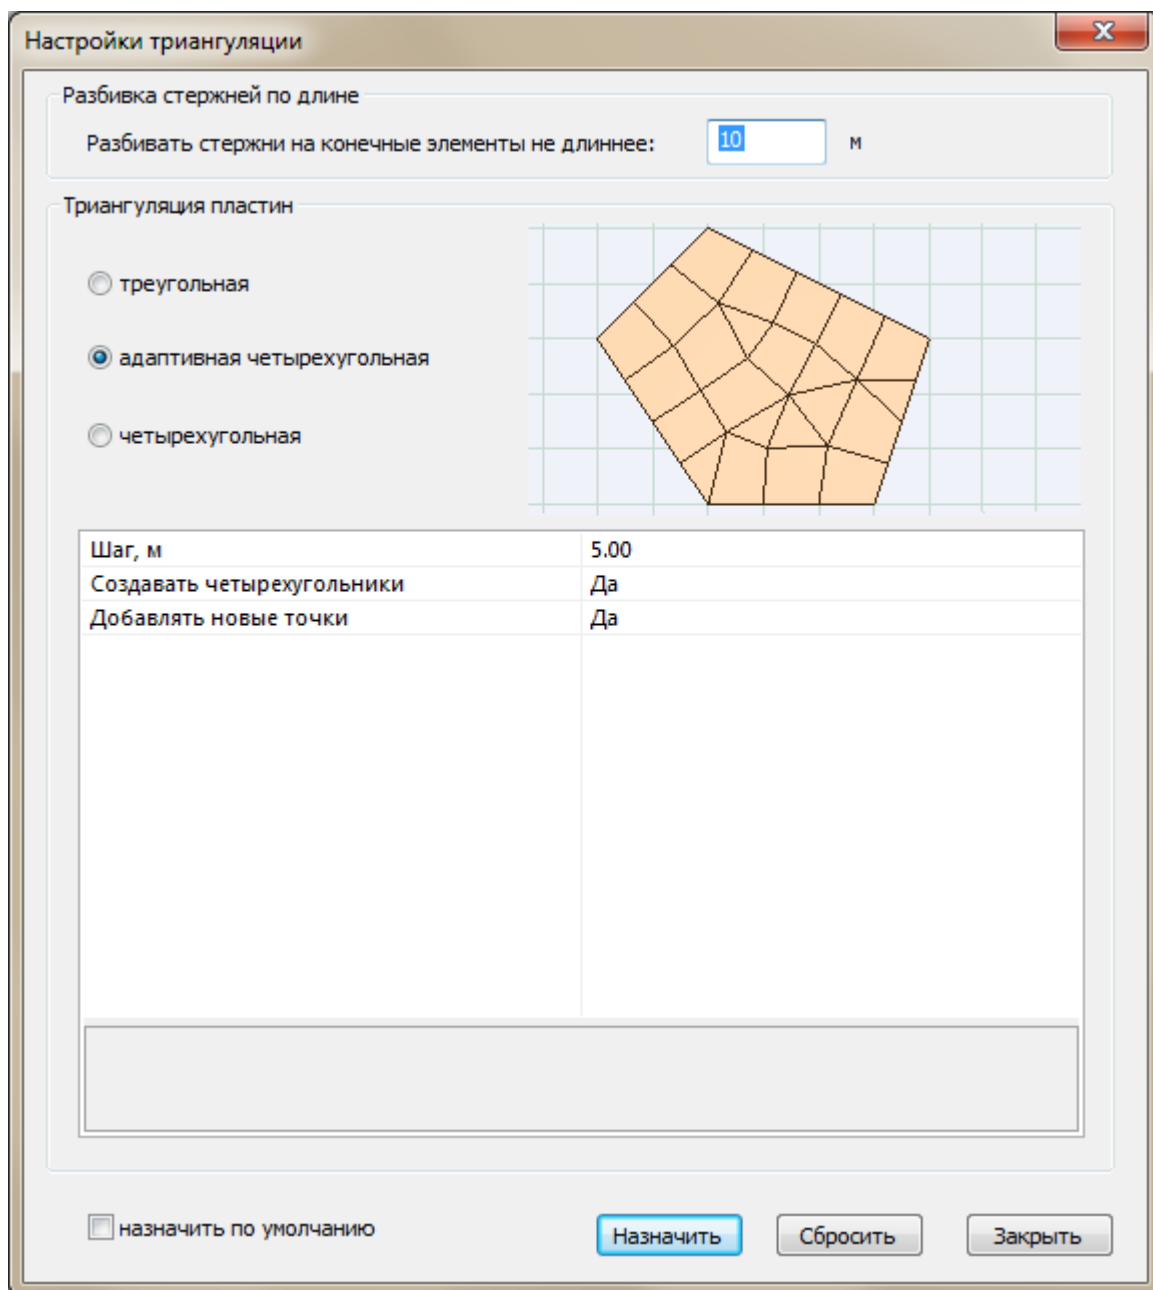 Настройки триангуляции
Разбивка стержней по длине
Разбивать стержни на конечные элементы не длиннее: 10 м
Триангуляция пластин
треугольная
адаптивная четырехугольная
четырехугольная
Шаг, м 5.00
Создавать четырехугольники Да
Добавлять новые точки Да
назначить по умолчанию Назначить Сбросить Закрыть